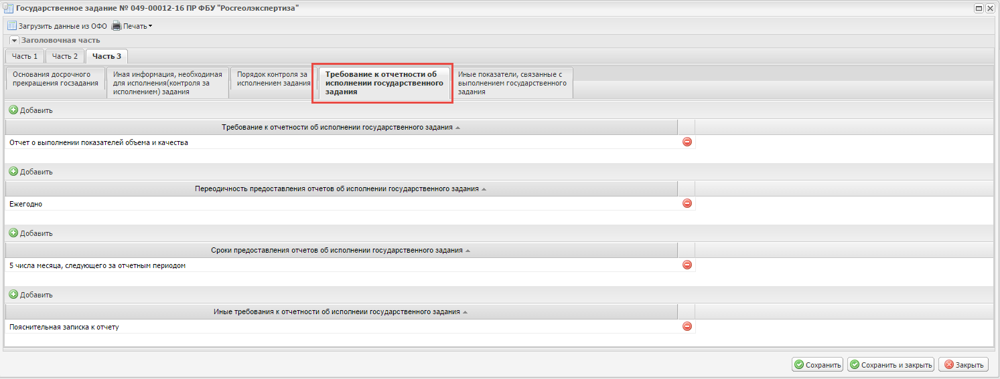 Государственное задание № 049-00012-16 ПР ФБУ "Росгеолэкспертиза"
Загрузить данные из ОФО Печать
Заголовочная часть
Часть 1 Часть 2 Часть 3
Основания досрочного
прекращения госзадания
Иная информация, необходимая
для исполнения(контроля за
исполнением) задания
Порядок контроля за
исполнением задания
Требование к отчетности об
исполнении государственного
задания
Иные показатели, связанные с
выполнением государственного
задания
Добавить
Требование к отчетности об исполнении государственного задания
Отчет о выполнении показателей объема и качества
Добавить
Переодичность предоставления отчетов об исполнении государственного задания
Ежегодно
Добавить
Сроки предоставления отчетов об исполнении государственного задания
5 числа месяца, следующего за отчетным периодом
Добавить
Иные требования к отчетности об исполнеии государственного задания
Пояснительная записка к отчету
Сохранить Сохранить и закрыть Закрыть